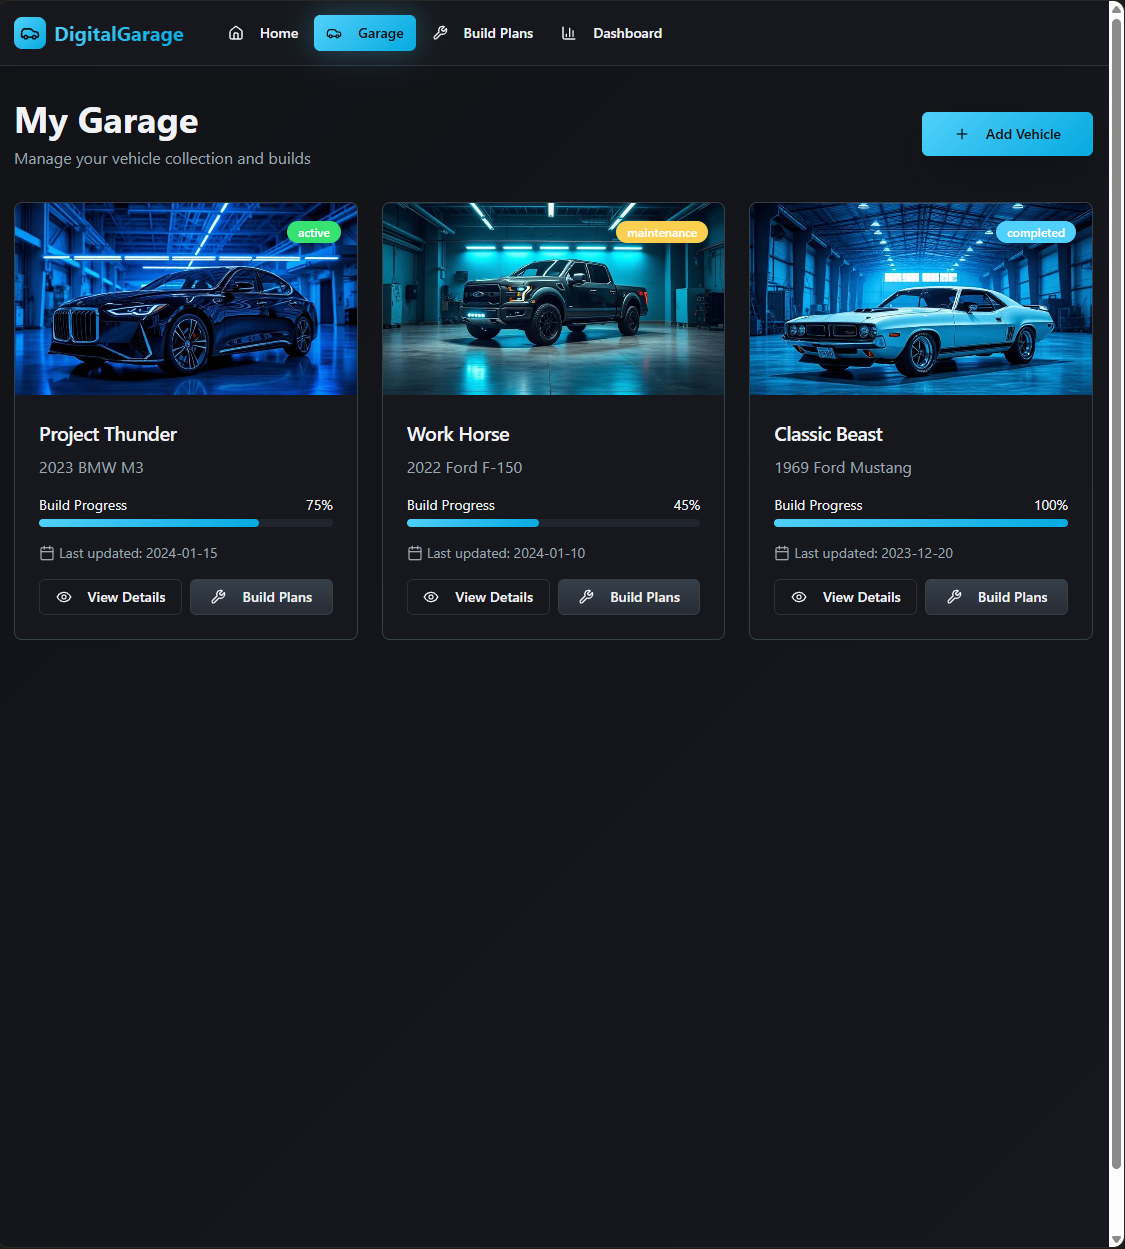 DigitalGarage
Home
Garage
Build Plans
Dashboard
My Garage
Manage your vehicle collection and builds
Add Vehicle
active
maintenance
completed
Project Thunder
2023 BMW M3
Build Progress 75%
Last updated: 2024-01-15
View Details
Build Plans
Work Horse
2022 Ford F-150
Build Progress 45%
Last updated: 2024-01-10
View Details
Build Plans
Classic Beast
1969 Ford Mustang
Build Progress 100%
Last updated: 2023-12-20
View Details
Build Plans